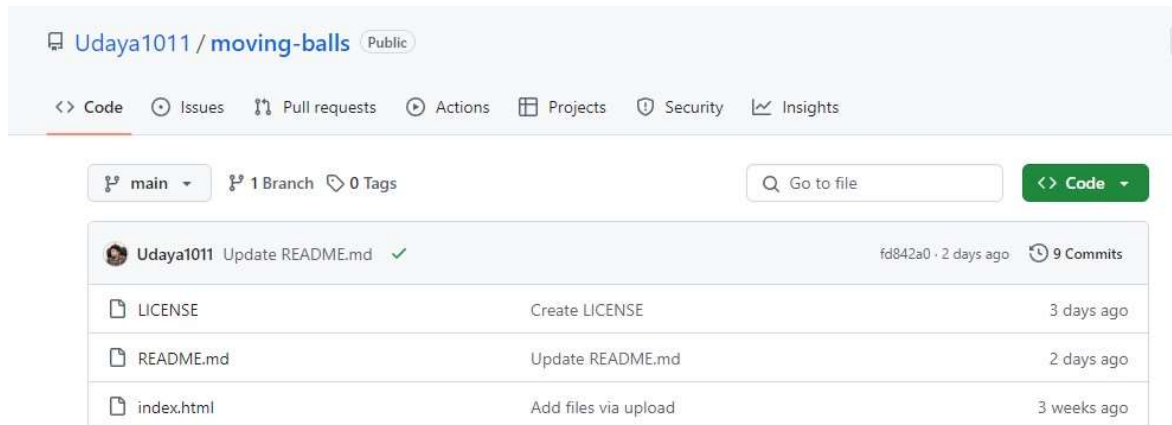 Udaya1011 / moving-balls Public
<> Code Issues Pull requests Actions Projects Security Insights
main 1 Branch 0 Tags Go to file <> Code
Udaya1011 Update README.md fd842a0 · 2 days ago 9 Commits
LICENSE Create LICENSE 3 days ago
README.md Update README.md 2 days ago
index.html Add files via upload 3 weeks ago